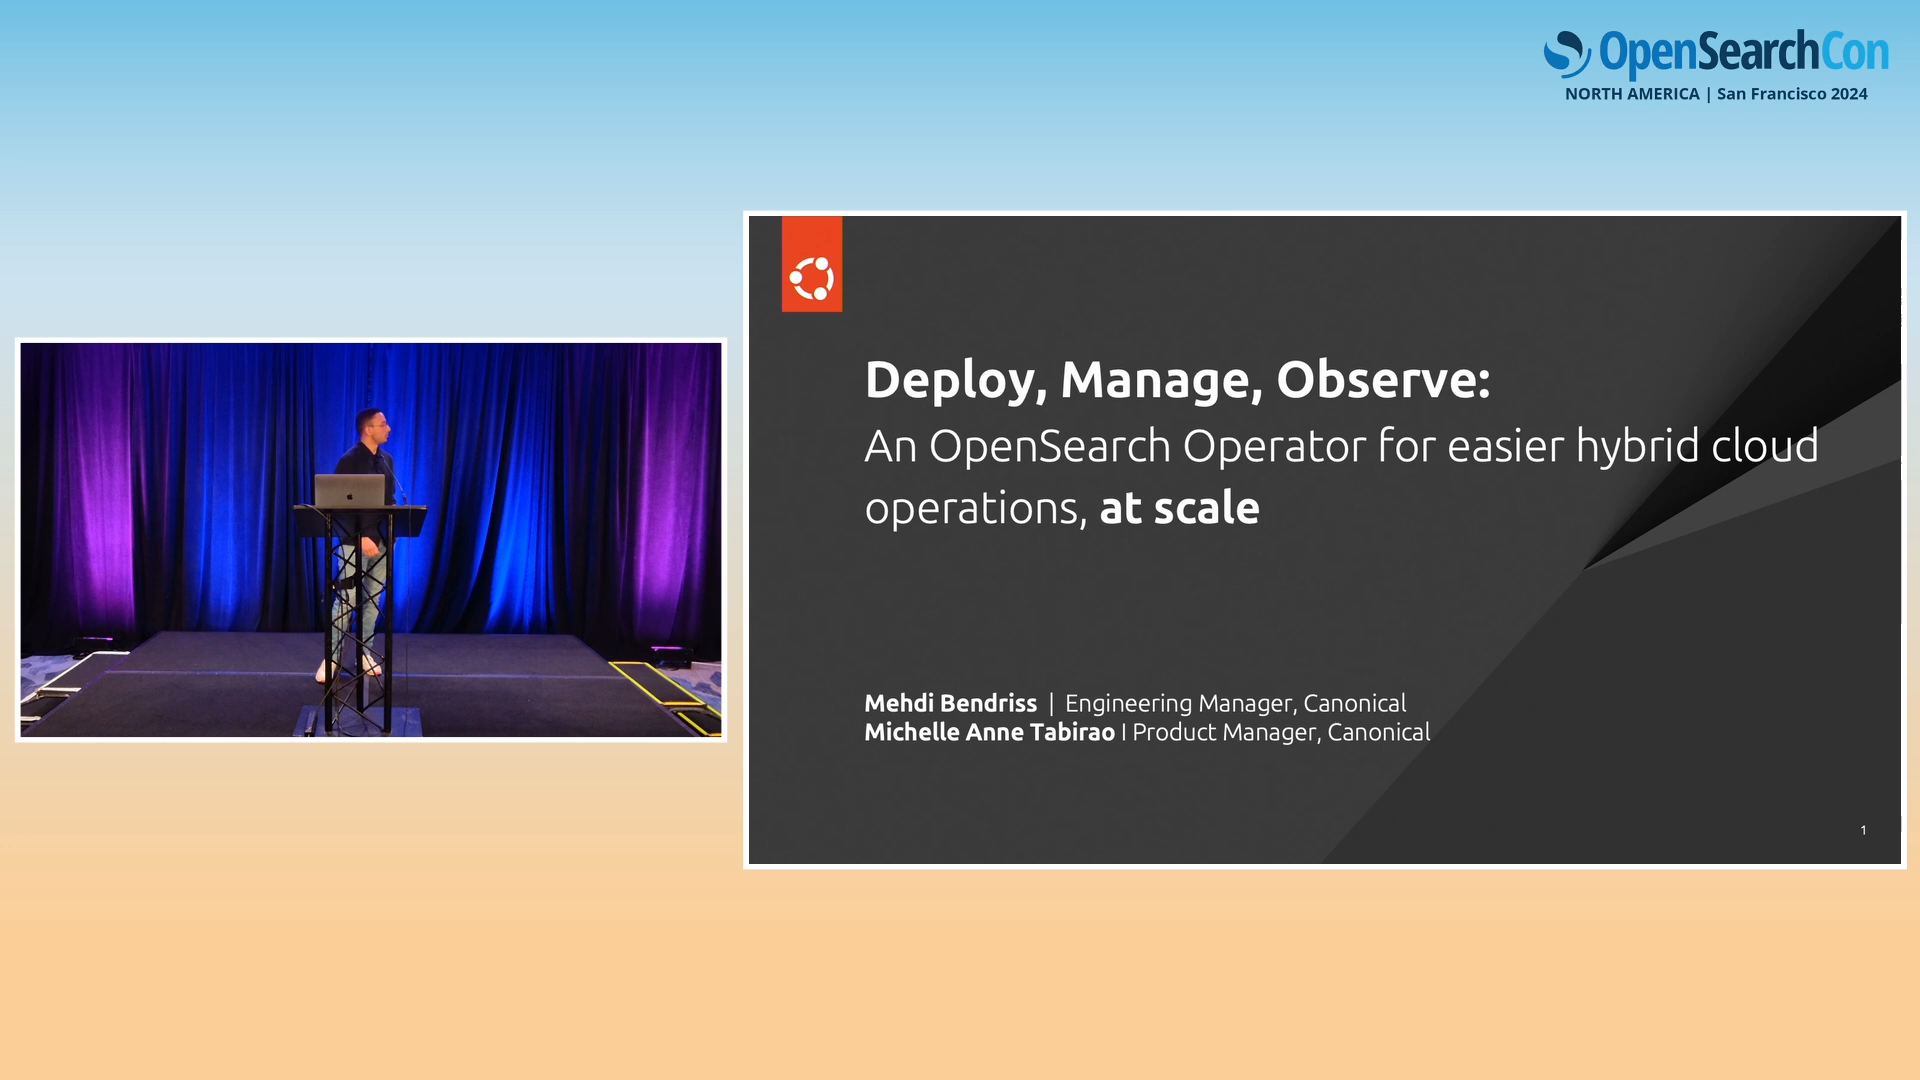 OpenSearchCon
NORTH AMERICA | San Francisco 2024
Deploy, Manage, Observe:
An OpenSearch Operator for easier hybrid cloud
operations, at scale
Mehdi Bendriss | Engineering Manager, Canonical
Michelle Anne Tabirao I Product Manager, Canonical
1